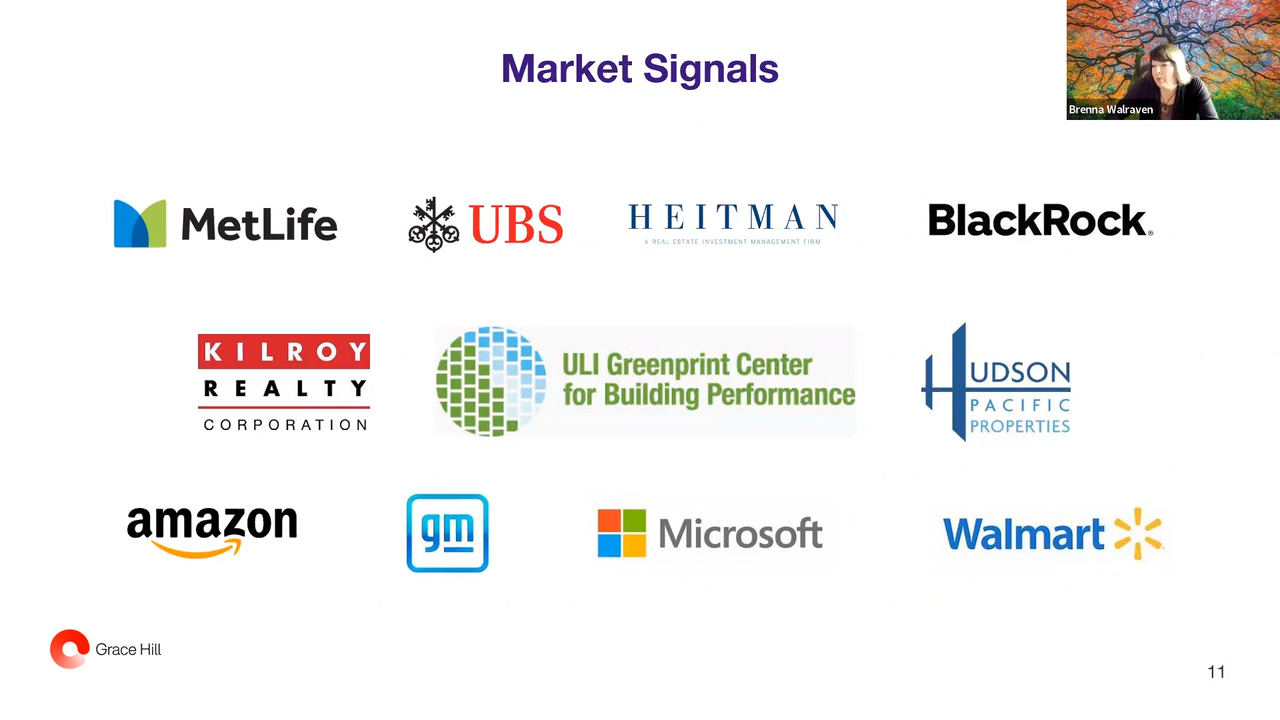 Market Signals
Brenna Walraven
MetLife
UBS
HEITMAN
A REAL ESTATE INVESTMENT MANAGEMENT FIRM
BlackRock®
KILROY
REALTY
CORPORATION
ULI Greenprint Center
for Building Performance
HUDSON
PACIFIC
PROPERTIES
amazon
gm
Microsoft
Walmart
Grace Hill
11